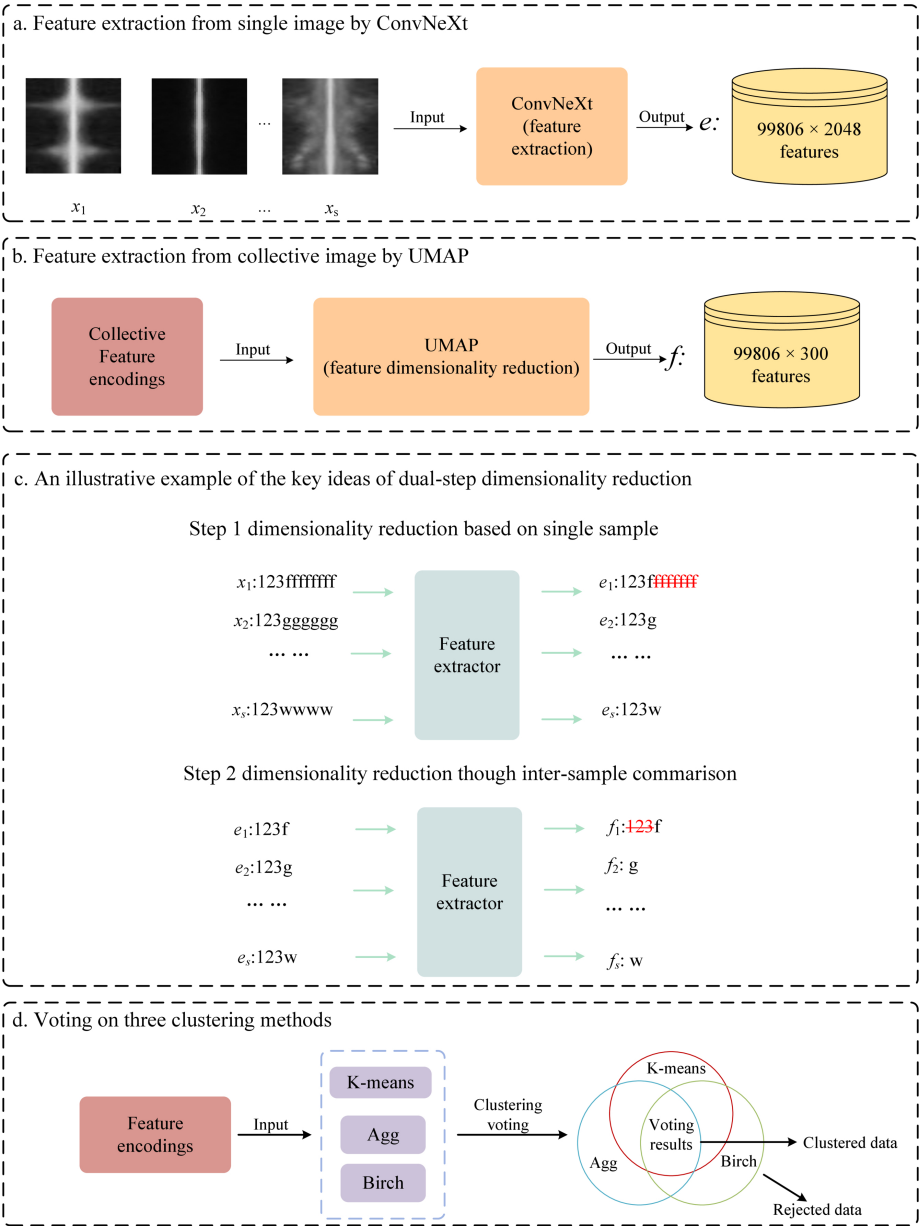 a. Feature extraction from single image by ConvNeXt
...
Input
ConvNeXt
(feature
extraction)
Output
e:
99806 × 2048
features
x1
x2
...
xs
b. Feature extraction from collective image by UMAP
Collective
Feature
encodings
Input
UMAP
(feature dimensionality reduction)
Output
f:
99806 × 300
features
c. An illustrative example of the key ideas of dual-step dimensionality reduction
Step 1 dimensionality reduction based on single sample
x1:123ffffffff
e1:123ffffffff
x2:123gggggg
e2:123g
... ...
Feature
extractor
... ...
xs:123wwww
es:123w
Step 2 dimensionality reduction though inter-sample commarison
e1:123f
f1:123f
e2:123g
f2: g
... ...
Feature
extractor
... ...
es:123w
fs: w
d. Voting on three clustering methods
Feature
encodings
Input
K-means
Agg
Birch
Clustering
voting
K-means
Voting
results
Agg
Birch
Clustered data
Rejected data